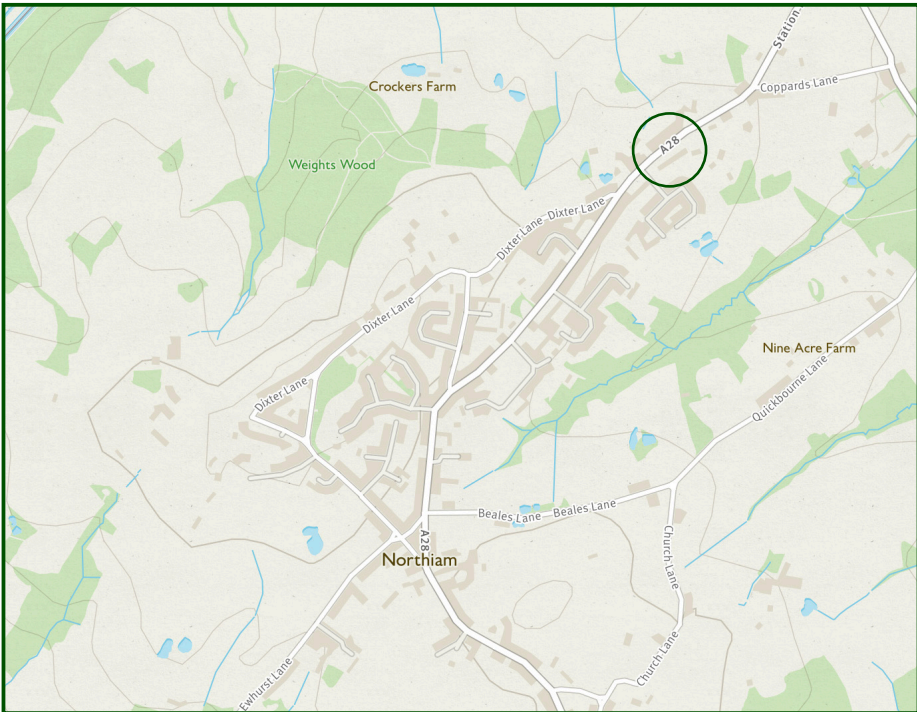 Station
Coppards Lane
Crockers Farm
A28
Weights Wood
Dixter Lane
Dixter Lane
Dixter Lane
Nine Acre Farm
Dixter Lane
Quickbourne Lane
Beales Lane
Beales Lane
A28
Church Lane
Northiam
Church Lane
Ewhurst Lane